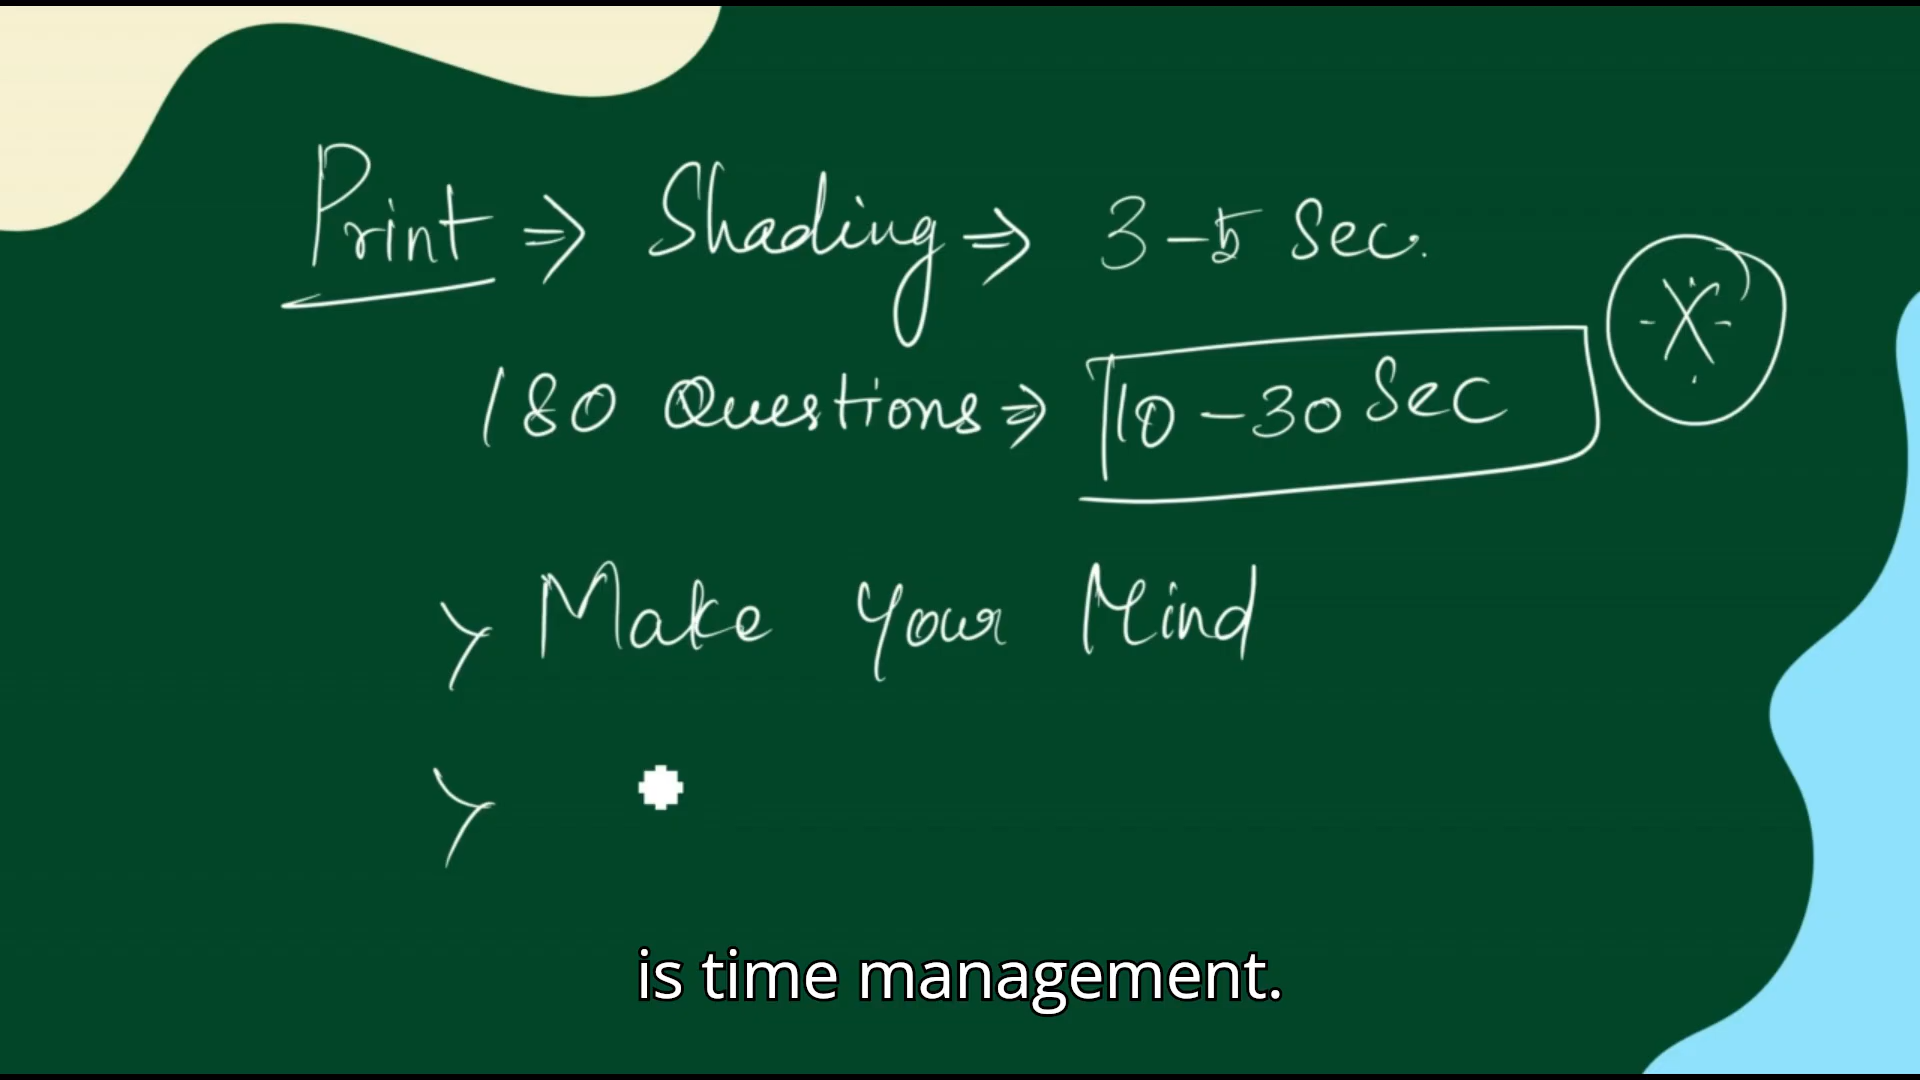 Print ⇒ Shading ⇒ 3-5 Sec.
180 Questions ⇒ 10-30 Sec
X
> Make Your Mind
>
is time management.